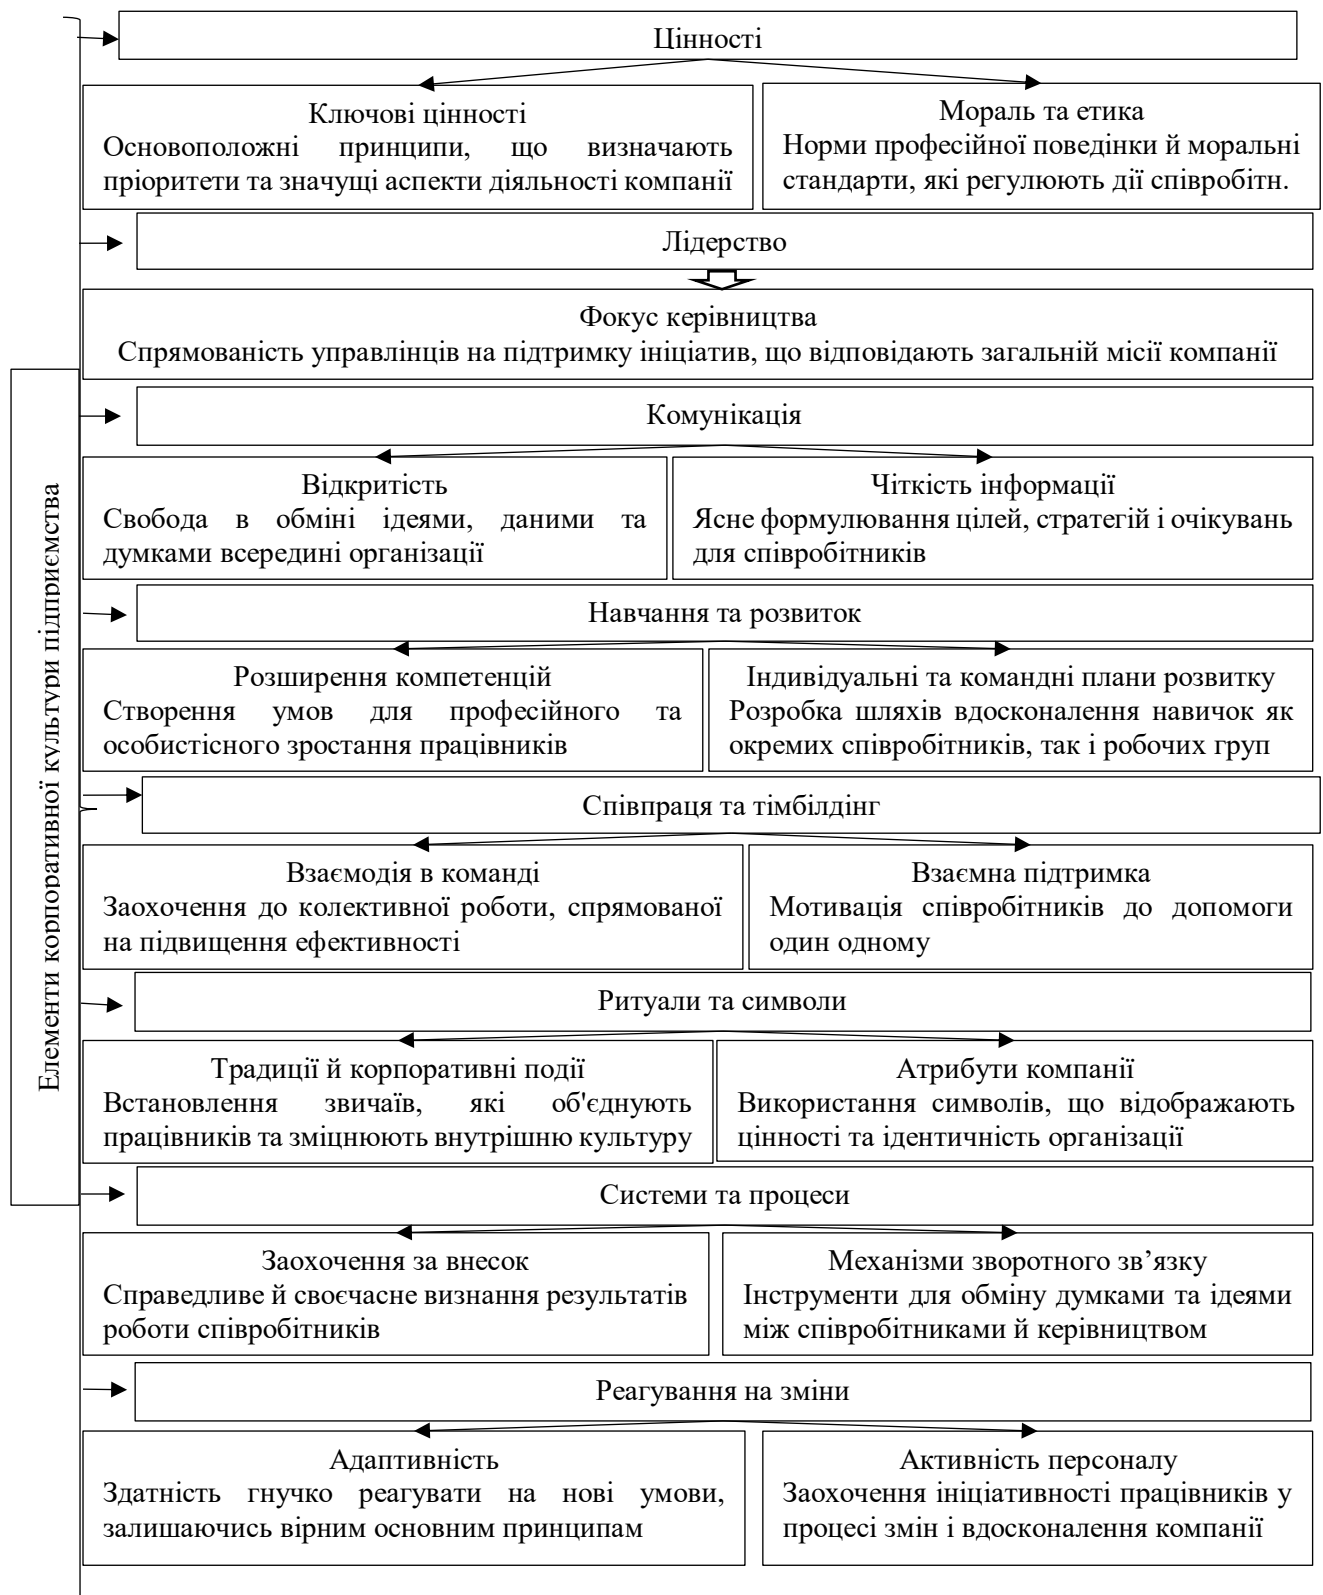 Цінності
Ключові цінності
Основоположні принципи, що визначають
пріоритети та значущі аспекти діяльності компанії
Мораль та етика
Норми професійної поведінки й моральні
стандарти, які регулюють дії співробітн.
Лідерство
Фокус керівництва
Спрямованість управлінців на підтримку ініціатив, що відповідають загальній місії компанії
Елементи корпоративної культури підприємства
Комунікація
Відкритість
Свобода в обміні ідеями, даними та
думками всередині організації
Чіткість інформації
Ясне формулювання цілей, стратегій і очікувань
для співробітників
Навчання та розвиток
Розширення компетенцій
Створення умов для професійного та
особистісного зростання працівників
Індивідуальні та командні плани розвитку
Розробка шляхів вдосконалення навичок як
окремих співробітників, так і робочих груп
Співпраця та тімбілдінг
Взаємодія в команді
Заохочення до колективної роботи, спрямованої
на підвищення ефективності
Взаємна підтримка
Мотивація співробітників до допомоги
один одному
Ритуали та символи
Традиції й корпоративні події
Встановлення звичаїв, які об'єднують
працівників та зміцнюють внутрішню культуру
Атрибути компанії
Використання символів, що відображають
цінності та ідентичність організації
Системи та процеси
Заохочення за внесок
Справедливе й своєчасне визнання результатів
роботи співробітників
Механізми зворотного зв’язку
Інструменти для обміну думками та ідеями
між співробітниками й керівництвом
Реагування на зміни
Адаптивність
Здатність гнучко реагувати на нові умови,
залишаючись вірним основним принципам
Активність персоналу
Заохочення ініціативності працівників у
процесі змін і вдосконалення компанії